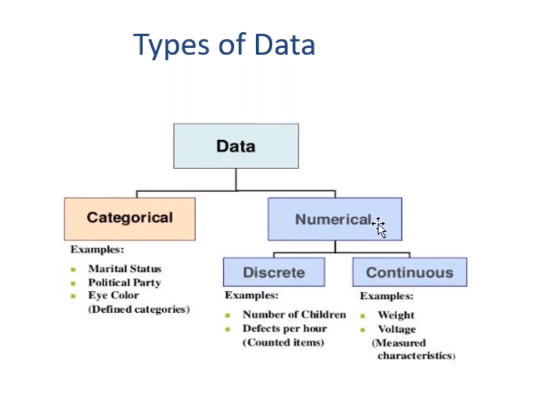 Types of Data
Data
Categorical
Numerical
Examples:
Marital Status
Political Party
Eye Color
(Defined categories)
Discrete
Continuous
Examples:
Number of Children
Defects per hour
(Counted items)
Examples:
Weight
Voltage
(Measured
characteristics)